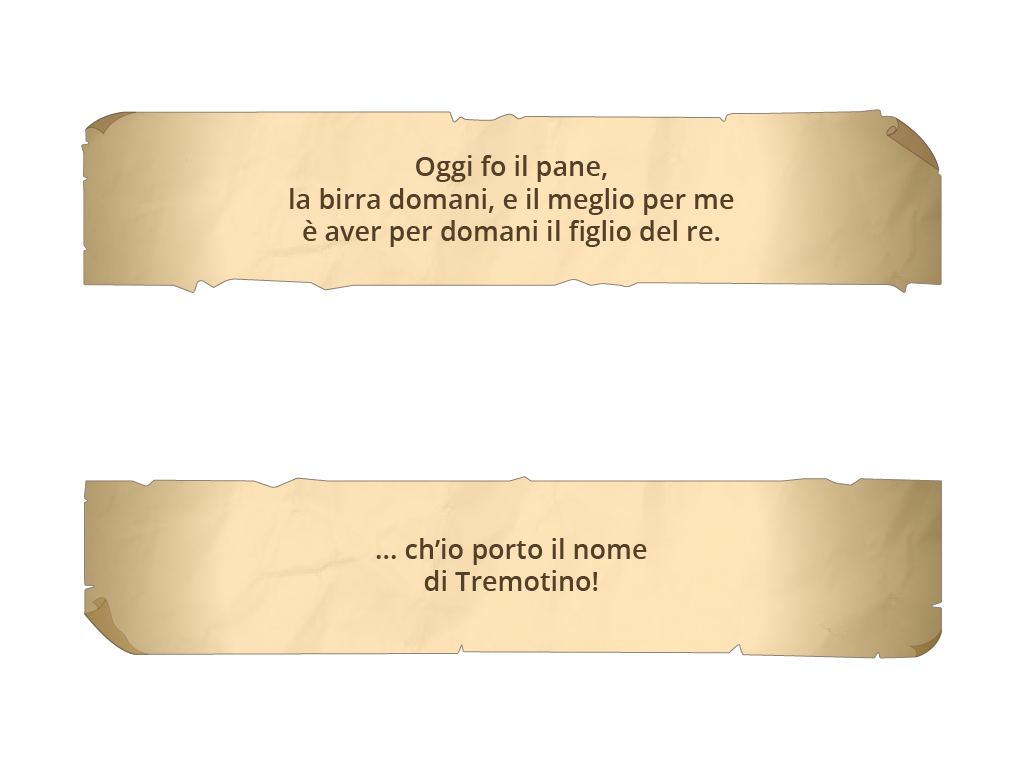 Oggi fo il pane,
la birra domani, e il meglio per me
è aver per domani il figlio del re.
... ch’io porto il nome
di Tremotino!